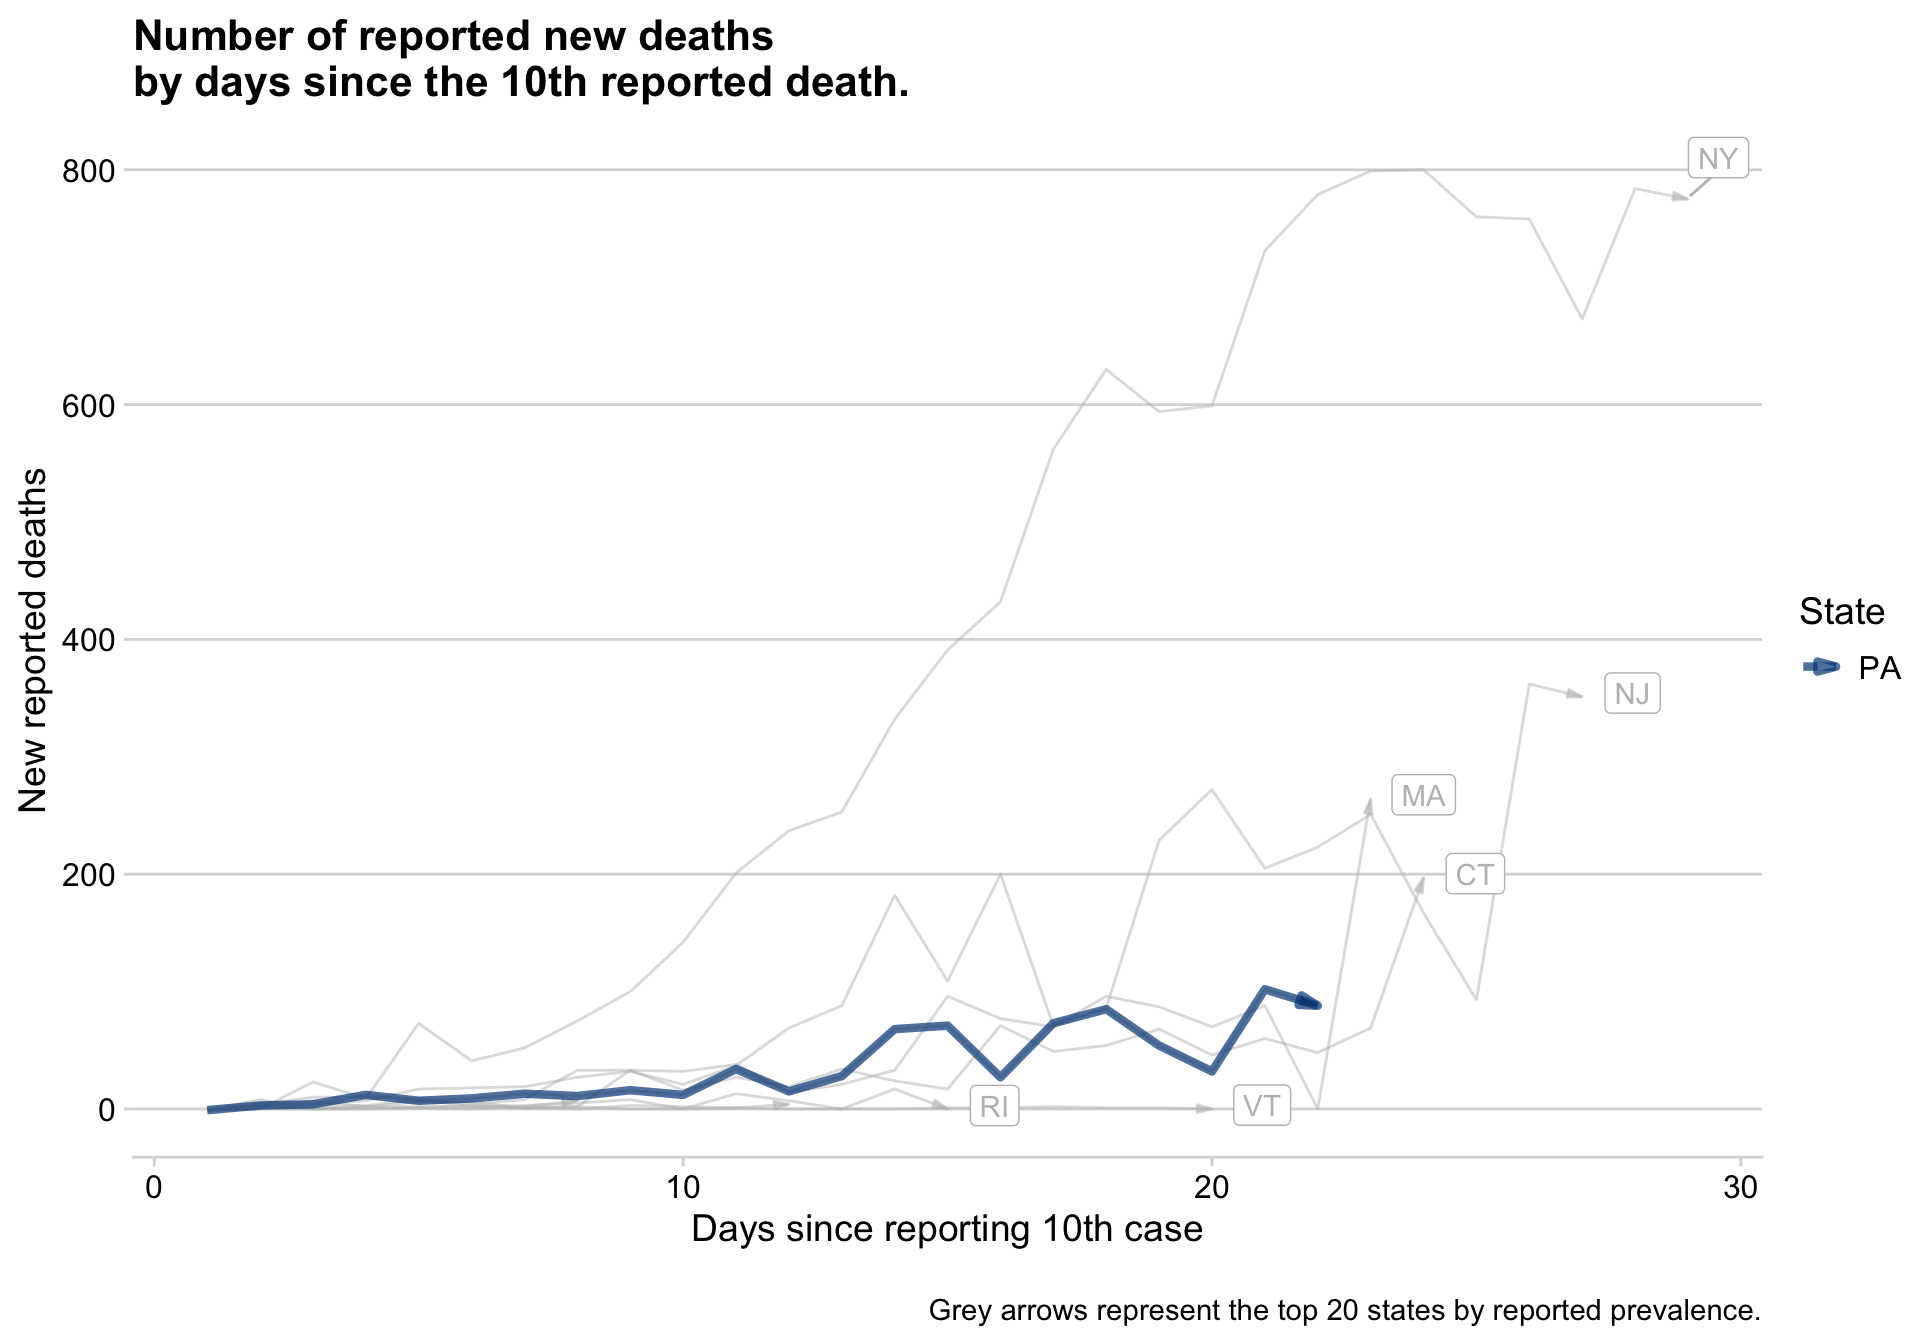 Number of reported new deaths
by days since the 10th reported death.
New reported deaths
800
600
400
200
0
NY
NJ
MA
CT
RI
VT
0
10
20
30
Days since reporting 10th case
State
PA
Grey arrows represent the top 20 states by reported prevalence.